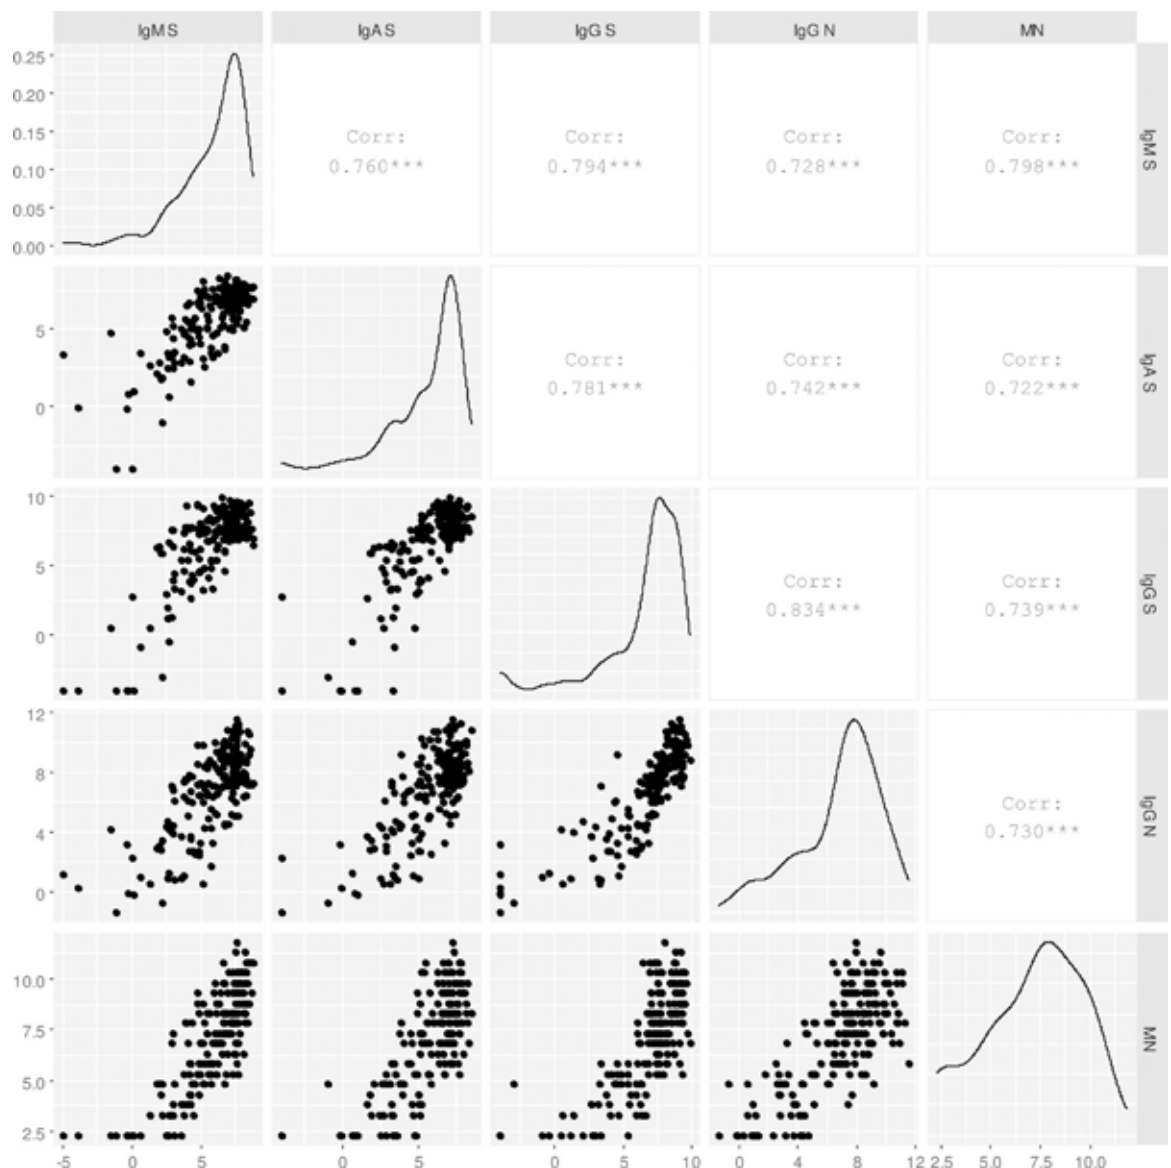 IgM S IgA S IgG S IgG N MN
0.25
0.20
0.15
0.10
0.05
0.00
Corr:
0.760***
Corr:
0.794***
Corr:
0.728***
Corr:
0.798***
IgM S
5
0
Corr:
0.781***
Corr:
0.742***
Corr:
0.722***
IgA S
10
5
0
Corr:
0.834***
Corr:
0.739***
IgG S
12
8
4
0
Corr:
0.730***
IgG N
10.0
7.5
5.0
2.5
MN
-5 0 5 0 5 0 5 10 0 4 8 12 2.5 5.0 7.5 10.0